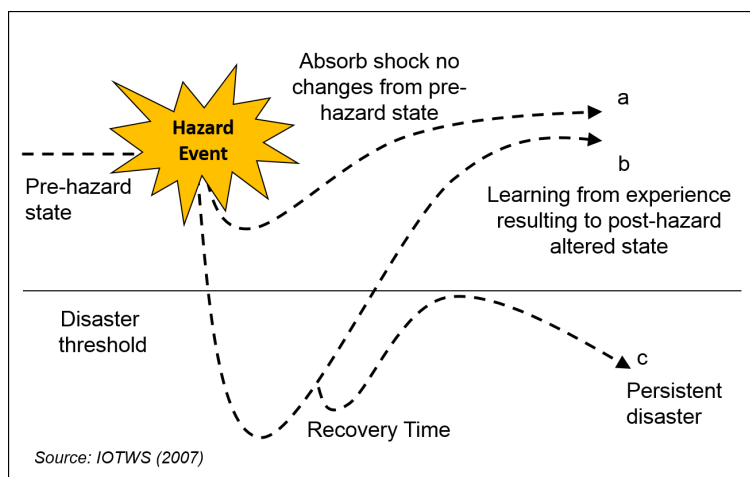 Absorb shock no
changes from pre-
hazard state
a
Hazard
Event
b
Pre-hazard
state
Learning from experience
resulting to post-hazard
altered state
Disaster
threshold
c
Persistent
disaster
Recovery Time
Source: IOTWS (2007)